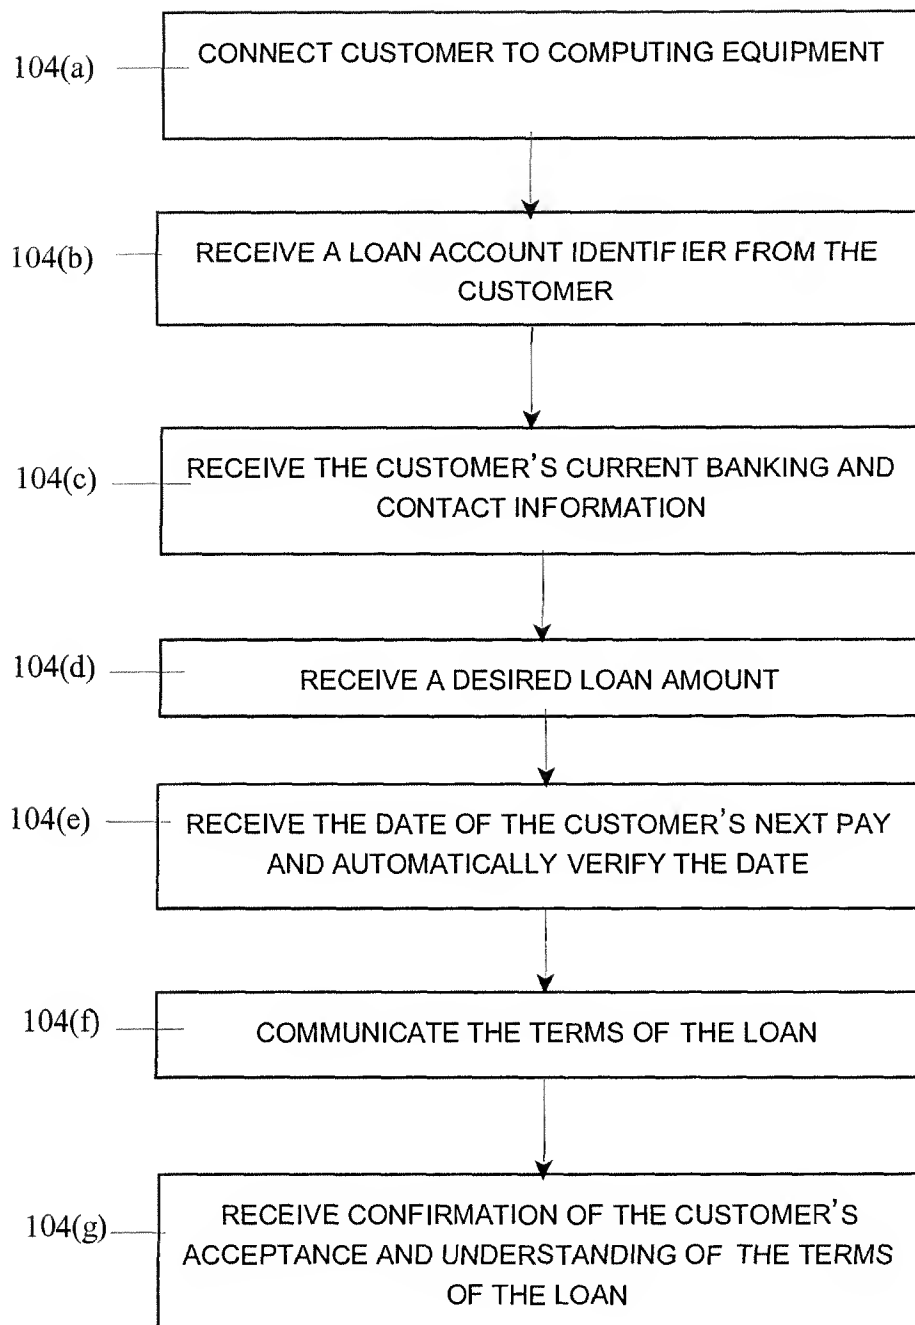 104(a)
CONNECT CUSTOMER TO COMPUTING EQUIPMENT
104(b)
RECEIVE A LOAN ACCOUNT IDENTIFIER FROM THE
CUSTOMER
104(c)
RECEIVE THE CUSTOMER'S CURRENT BANKING AND
CONTACT INFORMATION
104(d)
RECEIVE A DESIRED LOAN AMOUNT
104(e)
RECEIVE THE DATE OF THE CUSTOMER'S NEXT PAY
AND AUTOMATICALLY VERIFY THE DATE
104(f)
COMMUNICATE THE TERMS OF THE LOAN
104(g)
RECEIVE CONFIRMATION OF THE CUSTOMER'S
ACCEPTANCE AND UNDERSTANDING OF THE TERMS
OF THE LOAN